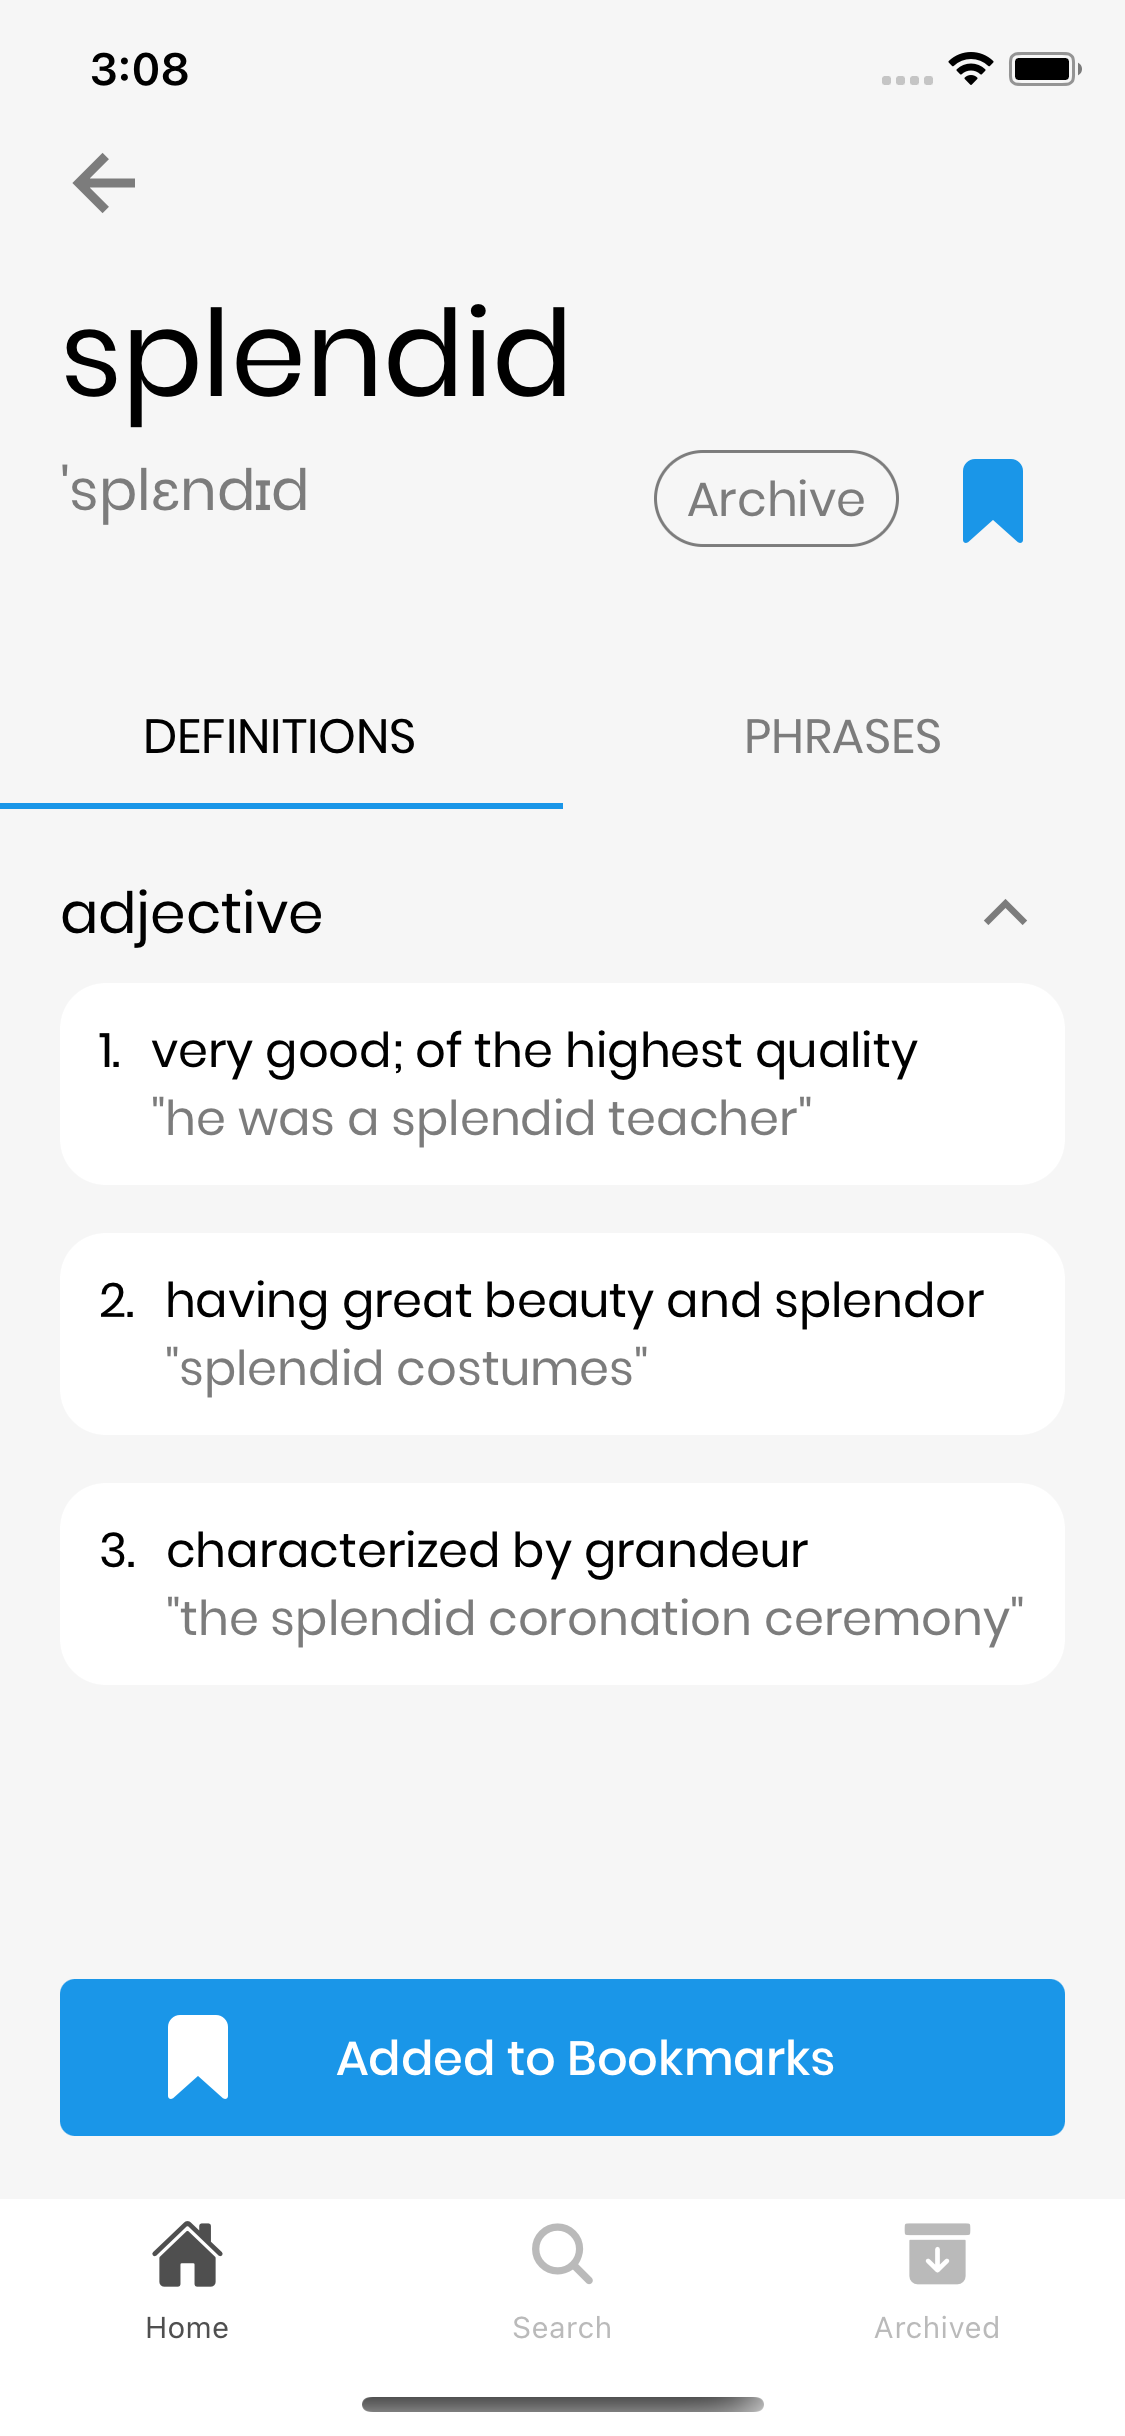 3:08
splendid
ˈsplɛndɪd
Archive
DEFINITIONS
PHRASES
adjective
1. very good; of the highest quality
"he was a splendid teacher"
2. having great beauty and splendor
"splendid costumes"
3. characterized by grandeur
"the splendid coronation ceremony"
Added to Bookmarks
Home
Search
Archived